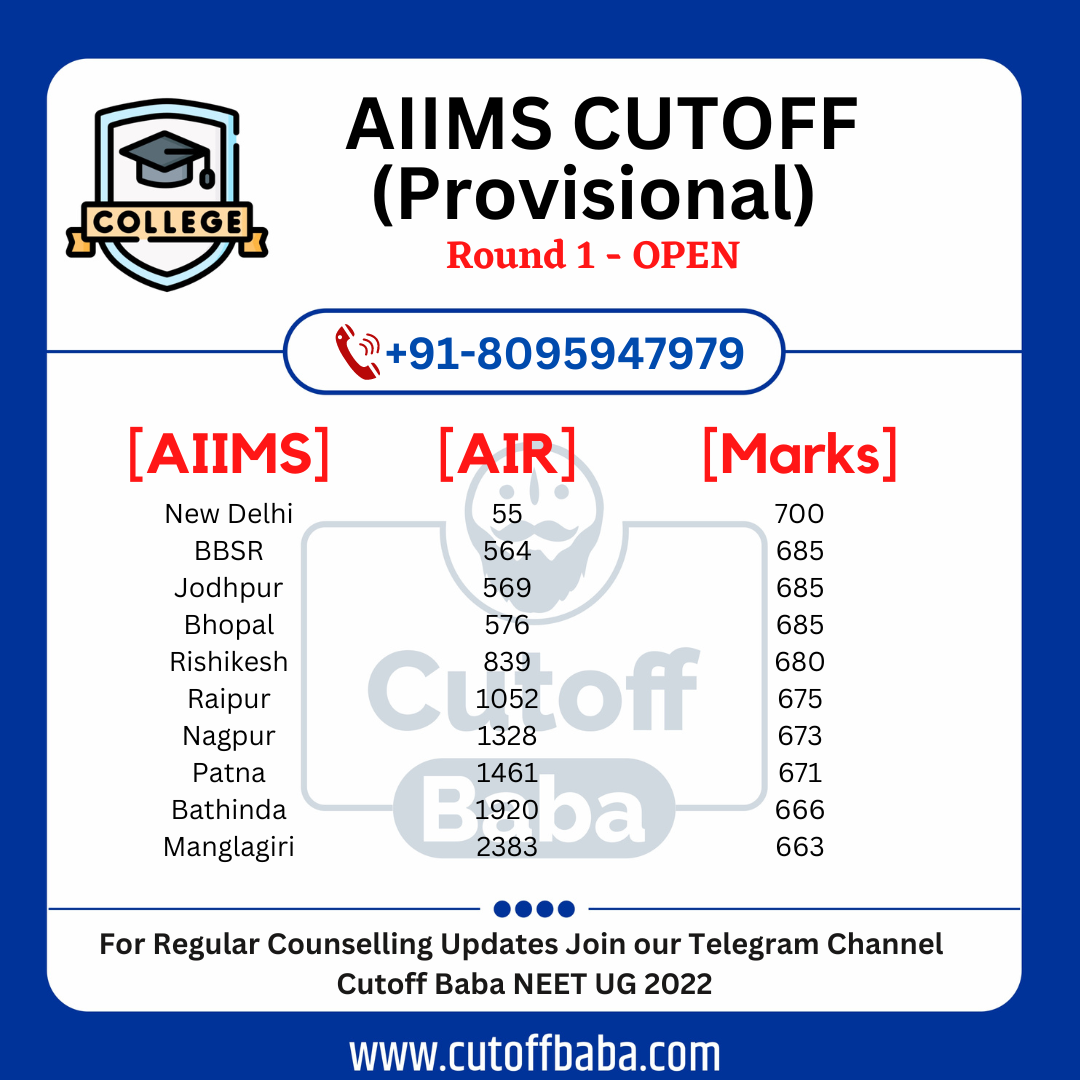 COLLEGE
AIIMS CUTOFF
(Provisional)
Round 1 - OPEN
+91-8095947979
[AIIMS] [AIR] [Marks]
New Delhi 55 700
BBSR 564 685
Jodhpur 569 685
Bhopal 576 685
Rishikesh 839 680
Raipur 1052 675
Nagpur 1328 673
Patna 1461 671
Bathinda 1920 666
Manglagiri 2383 663
Cutoff
Baba
For Regular Counselling Updates Join our Telegram Channel
Cutoff Baba NEET UG 2022
www.cutoffbaba.com